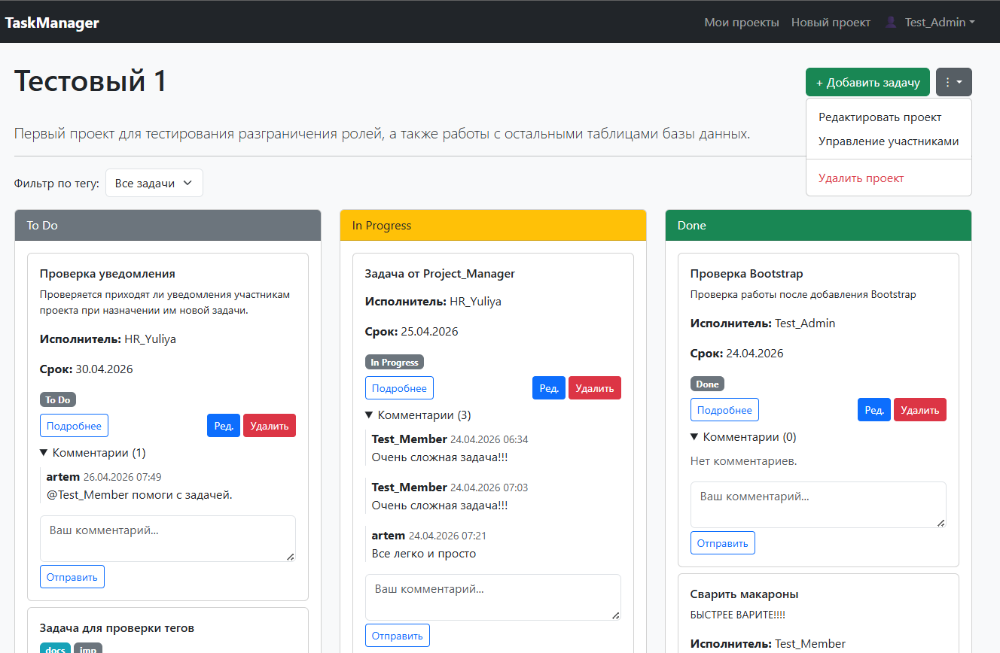 TaskManager
Мои проекты
Новый проект
Test_Admin
Тестовый 1
+ Добавить задачу
⋮
Редактировать проект
Управление участниками
Удалить проект
Первый проект для тестирования разграничения ролей, а также работы с остальными таблицами базы данных.
Фильтр по тегу:
Все задачи
To Do
Проверка уведомления
Проверяется приходят ли уведомления участникам
проекта при назначении им новой задачи.
Исполнитель: HR_Yuliya
Срок: 30.04.2026
To Do
Подробнее
Ред.
Удалить
▼ Комментарии (1)
artem 26.04.2026 07:49
@Test_Member помоги с задачей.
Ваш комментарий...
Отправить
Задача для проверки тегов
docs
imp
In Progress
Задача от Project_Manager
Исполнитель: HR_Yuliya
Срок: 25.04.2026
In Progress
Подробнее
Ред.
Удалить
▼ Комментарии (3)
Test_Member 24.04.2026 06:34
Очень сложная задача!!!
Test_Member 24.04.2026 07:03
Очень сложная задача!!!
artem 24.04.2026 07:21
Все легко и просто
Ваш комментарий...
Отправить
Done
Проверка Bootstrap
Проверка работы после добавления Bootstrap
Исполнитель: Test_Admin
Срок: 24.04.2026
Done
Подробнее
Ред.
Удалить
▼ Комментарии (0)
Нет комментариев.
Ваш комментарий...
Отправить
Сварить макароны
БЫСТРЕЕ ВАРИТЕ!!!!
Исполнитель: Test_Member